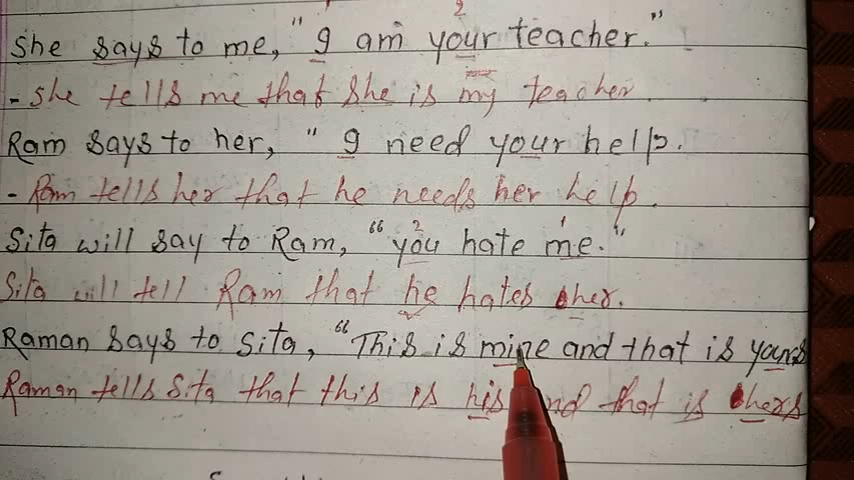 She says to me, "I am your teacher."
- She tells me that she is my teacher.
Ram says to her, "I need your help.
- Ram tells her that he needs her help.
Sita will say to Ram, "you hate me."
Sita will tell Ram that he hates her.
Raman says to Sita, "This is mine and that is yours
Raman tells Sita that this is his and that is hers